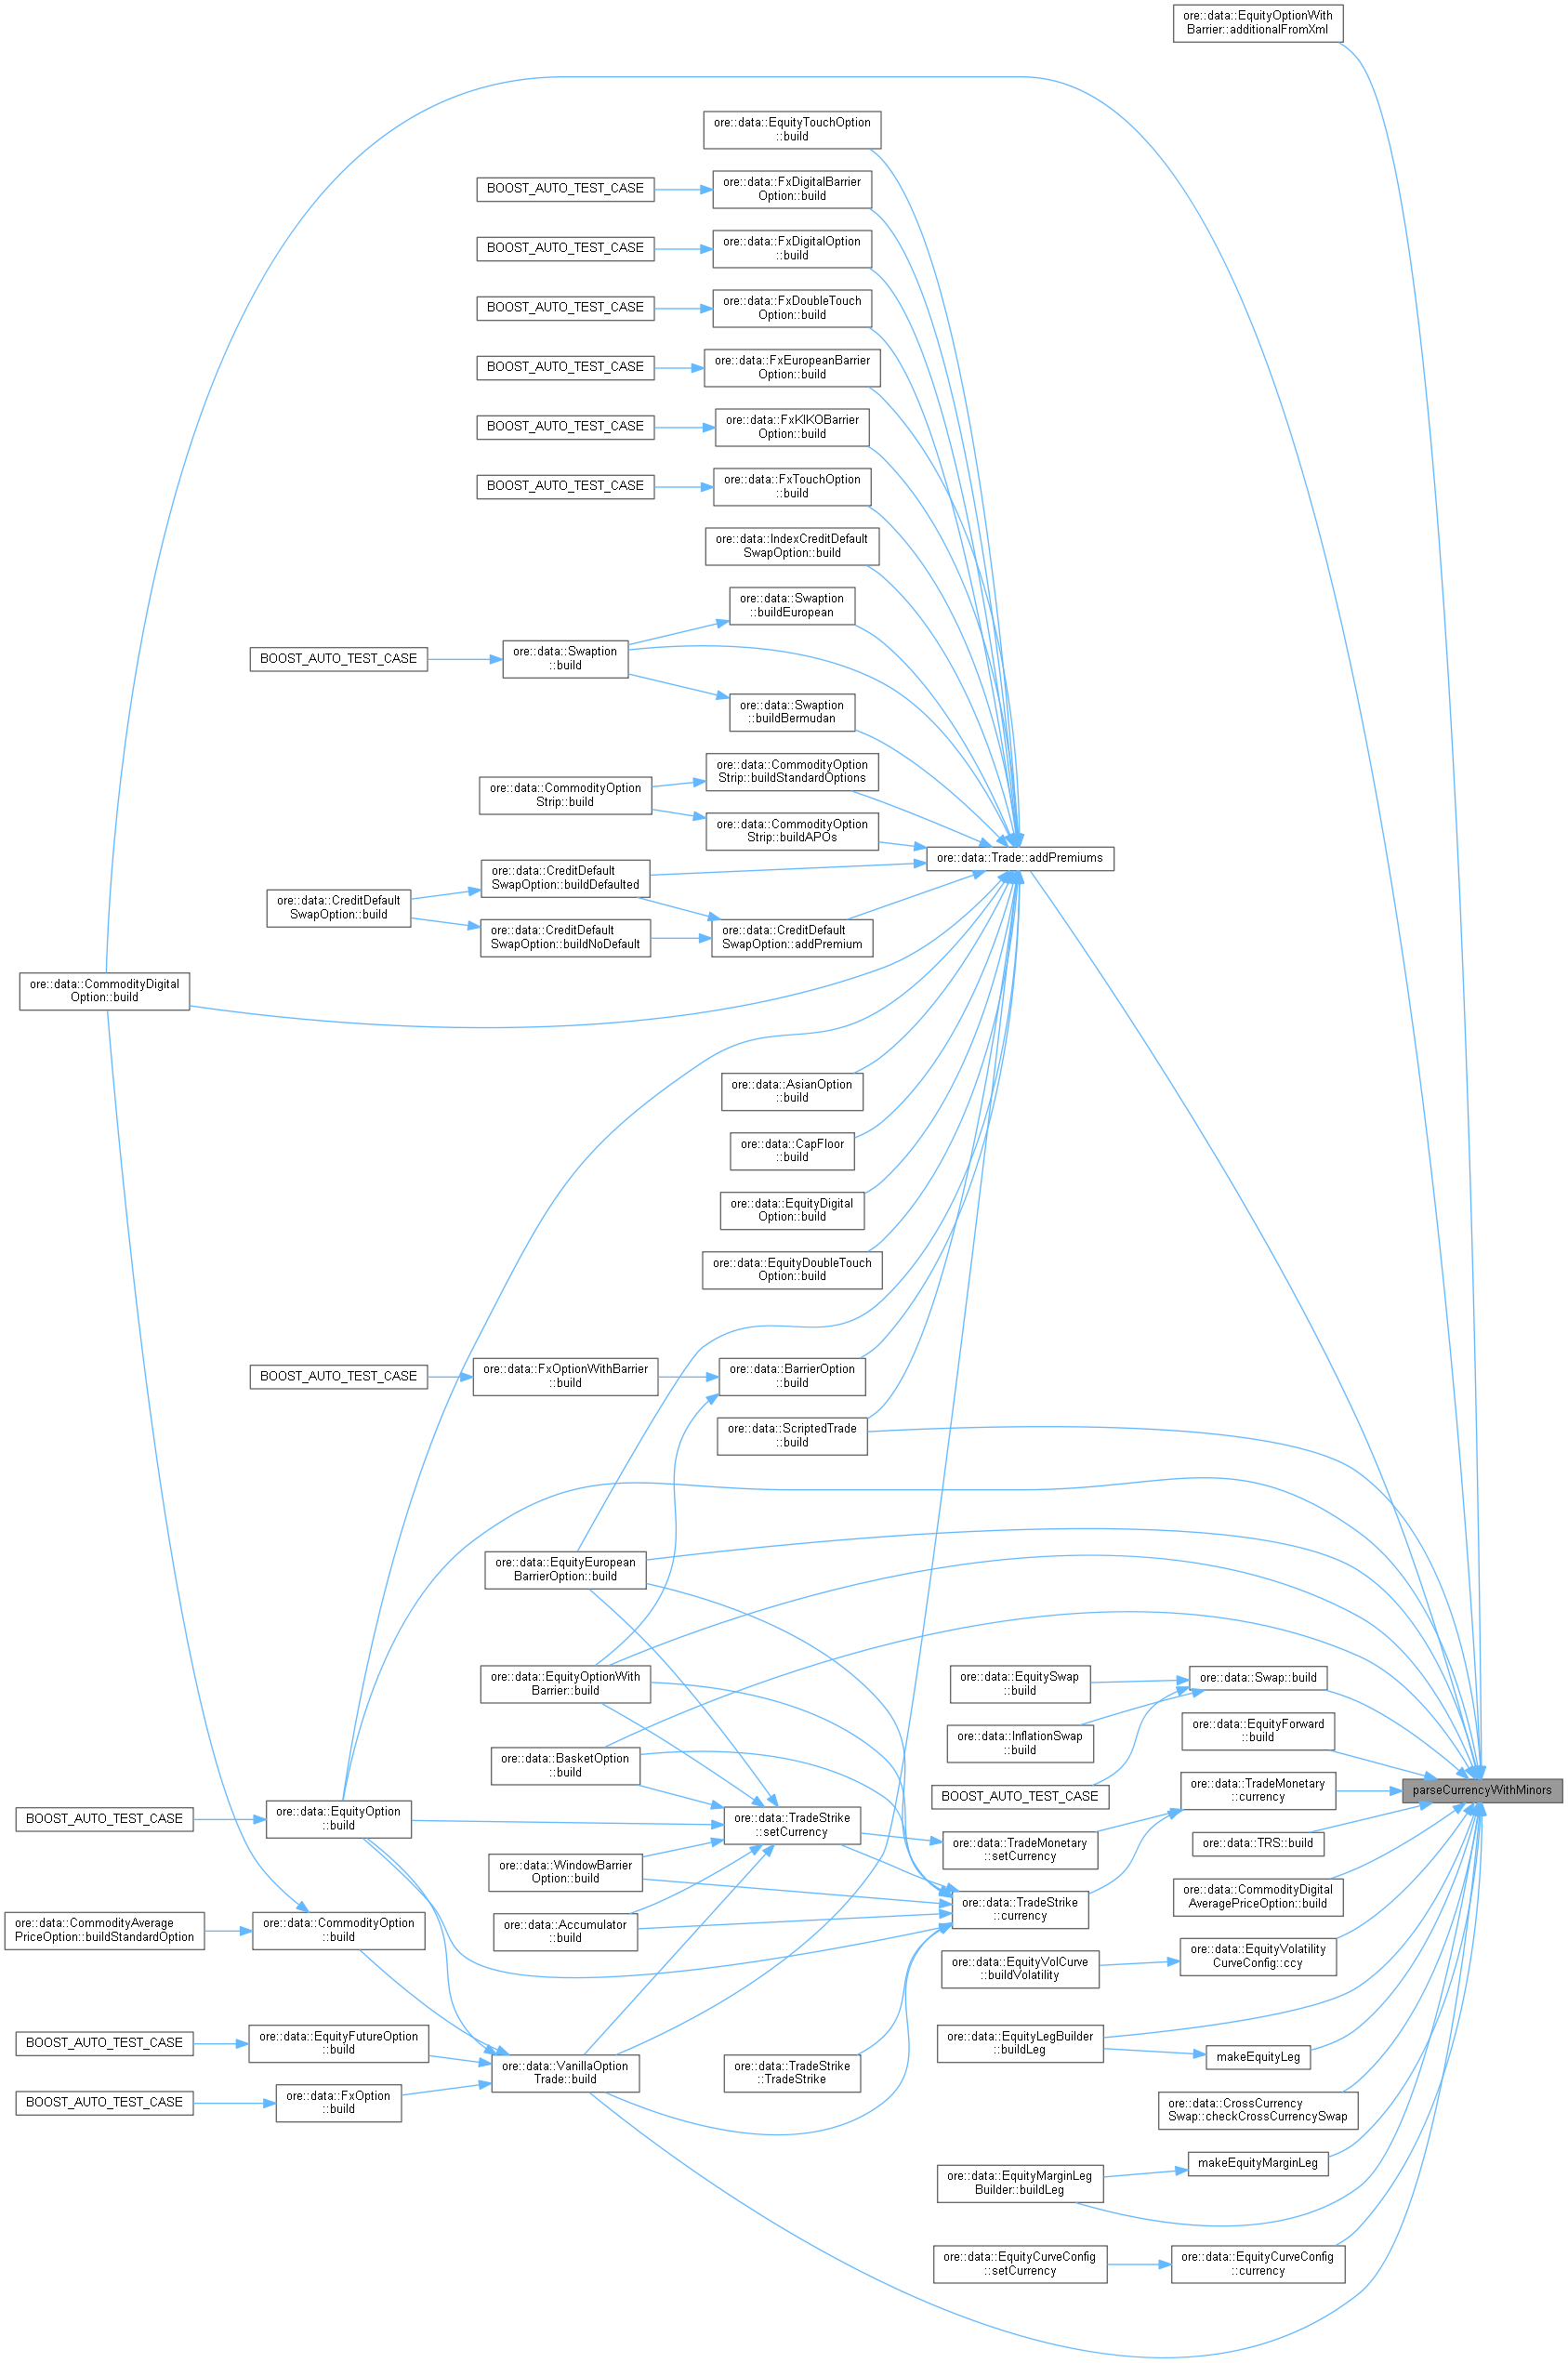 ore::data::EquityOptionWith
Barrier::additionalFromXml
ore::data::EquityTouchOption
::build
BOOST_AUTO_TEST_CASE
ore::data::FxDigitalBarrier
Option::build
BOOST_AUTO_TEST_CASE
ore::data::FxDigitalOption
::build
BOOST_AUTO_TEST_CASE
ore::data::FxDoubleTouch
Option::build
BOOST_AUTO_TEST_CASE
ore::data::FxEuropeanBarrier
Option::build
BOOST_AUTO_TEST_CASE
ore::data::FxKIKOBarrier
Option::build
BOOST_AUTO_TEST_CASE
ore::data::FxTouchOption
::build
ore::data::IndexCreditDefault
SwapOption::build
ore::data::Swaption
::buildEuropean
BOOST_AUTO_TEST_CASE
ore::data::Swaption
::build
ore::data::Swaption
::buildBermudan
ore::data::CommodityOption
Strip::buildStandardOptions
ore::data::CommodityOption
Strip::build
ore::data::CommodityOption
Strip::buildAPOs
ore::data::Trade::addPremiums
ore::data::CreditDefault
SwapOption::buildDefaulted
ore::data::CreditDefault
SwapOption::build
ore::data::CreditDefault
SwapOption::buildNoDefault
ore::data::CreditDefault
SwapOption::addPremium
ore::data::CommodityDigital
Option::build
ore::data::AsianOption
::build
ore::data::CapFloor
::build
ore::data::EquityDigital
Option::build
ore::data::EquityDoubleTouch
Option::build
BOOST_AUTO_TEST_CASE
ore::data::FxOptionWithBarrier
::build
ore::data::BarrierOption
::build
ore::data::ScriptedTrade
::build
ore::data::EquityEuropean
BarrierOption::build
ore::data::EquityOptionWith
Barrier::build
ore::data::EquitySwap
::build
ore::data::Swap::build
ore::data::InflationSwap
::build
ore::data::EquityForward
::build
ore::data::BasketOption
::build
BOOST_AUTO_TEST_CASE
ore::data::TradeMonetary
::currency
parseCurrencyWithMinors
BOOST_AUTO_TEST_CASE
ore::data::EquityOption
::build
ore::data::TradeStrike
::setCurrency
ore::data::TradeMonetary
::setCurrency
ore::data::TRS::build
ore::data::WindowBarrier
Option::build
ore::data::CommodityDigital
AveragePriceOption::build
ore::data::TradeStrike
::currency
ore::data::CommodityAverage
PriceOption::buildStandardOption
ore::data::CommodityOption
::build
ore::data::Accumulator
::build
ore::data::EquityVolCurve
::buildVolatility
ore::data::EquityVolatility
CurveConfig::ccy
BOOST_AUTO_TEST_CASE
ore::data::EquityFutureOption
::build
ore::data::EquityLegBuilder
::buildLeg
makeEquityLeg
ore::data::VanillaOption
Trade::build
ore::data::TradeStrike
::TradeStrike
BOOST_AUTO_TEST_CASE
ore::data::FxOption
::build
ore::data::CrossCurrency
Swap::checkCrossCurrencySwap
makeEquityMarginLeg
ore::data::EquityMarginLeg
Builder::buildLeg
ore::data::EquityCurveConfig
::setCurrency
ore::data::EquityCurveConfig
::currency